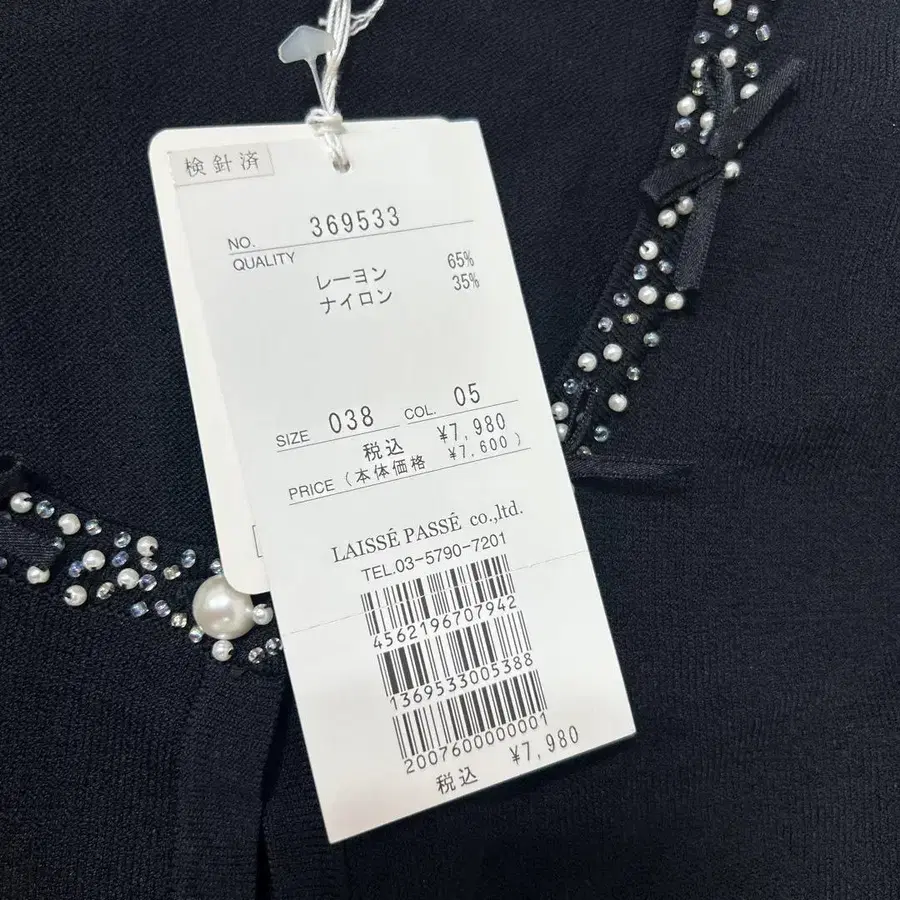 検針済
NO. 369533
QUALITY
レーヨン 65%
ナイロン 35%
SIZE 038 COL. 05
税込 ¥7,980
PRICE (本体価格 ¥7,600)
LAISSÉ PASSÉ co.,ltd.
TEL.03-5790-7201
4562196707942
1369533005388
2007600000001
税込 ¥7,980